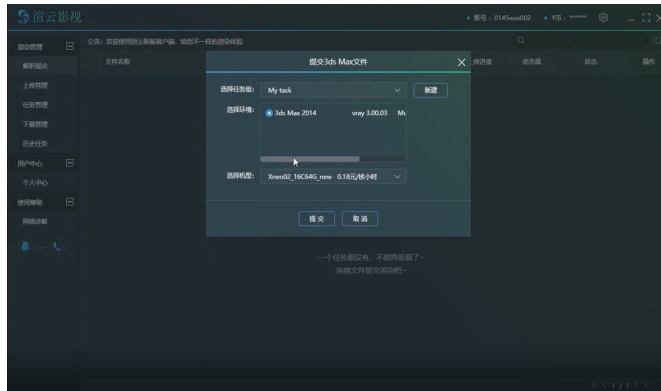 渲云影视
账号：0145woo002
Y币：******
渲染管理
公告：欢迎使用渲云新版客户端，给您不一样的渲染体验
解析提交
文件名称
上传进度
优先级
状态
操作
上传管理
任务管理
下载管理
历史任务
用户中心
个人中心
使用帮助
网络诊断
提交3ds Max文件
选择任务组：
My task
新建
选择环境：
3ds Max 2014
vray 3.00.03
Mu
选择机型：
Xneo02_16C64G_new 0.18元/核小时
提交
取消
一个任务都没有，不能再低调了~
拖拽文件提交渲染吧~
1 / 1